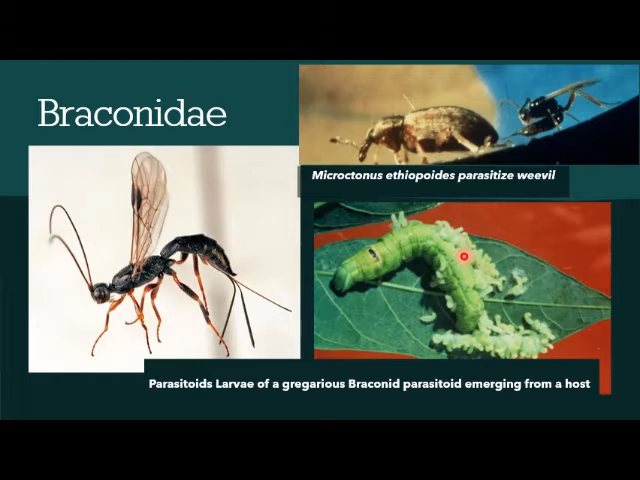 Braconidae
Microctonus ethiopoides parasitize weevil
Parasitoids Larvae of a gregarious Braconid parasitoid emerging from a host